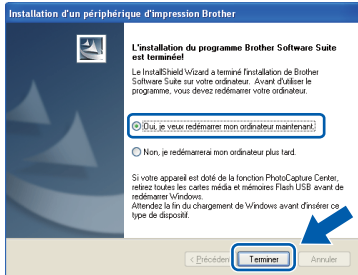 Installation d'un périphérique d'impression Brother
L'installation du programme Brother Software Suite
est terminée!
Le InstallShield Wizard a terminé l'installation de Brother
Software Suite sur votre ordinateur. Avant d'utiliser le
programme, vous devez redémarrer votre ordinateur.
Oui, je veux redémarrer mon ordinateur maintenant.
Non, je redémarrerai mon ordinateur plus tard.
Si votre appareil est doté de la fonction PhotoCapture Center,
retirez toutes les cartes média et mémoires Flash USB avant de
redémarrer Windows.
Attendez la fin du chargement de Windows avant d'insérer ce
type de dispositif.
< Précéden Terminer Annuler